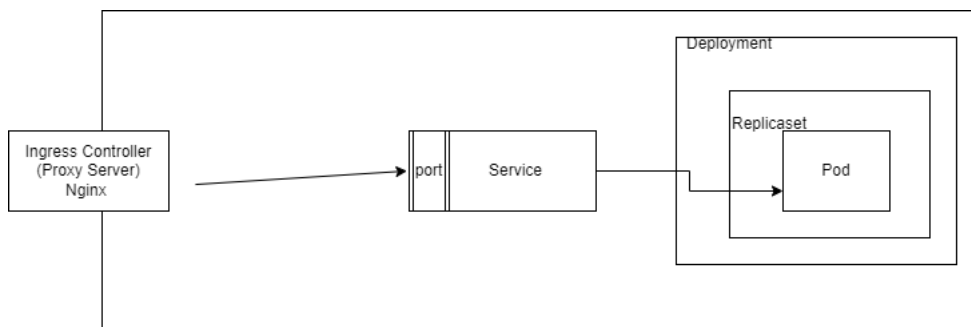 Deployment
Replicaset
Ingress Controller
(Proxy Server)
Nginx
port
Service
Pod